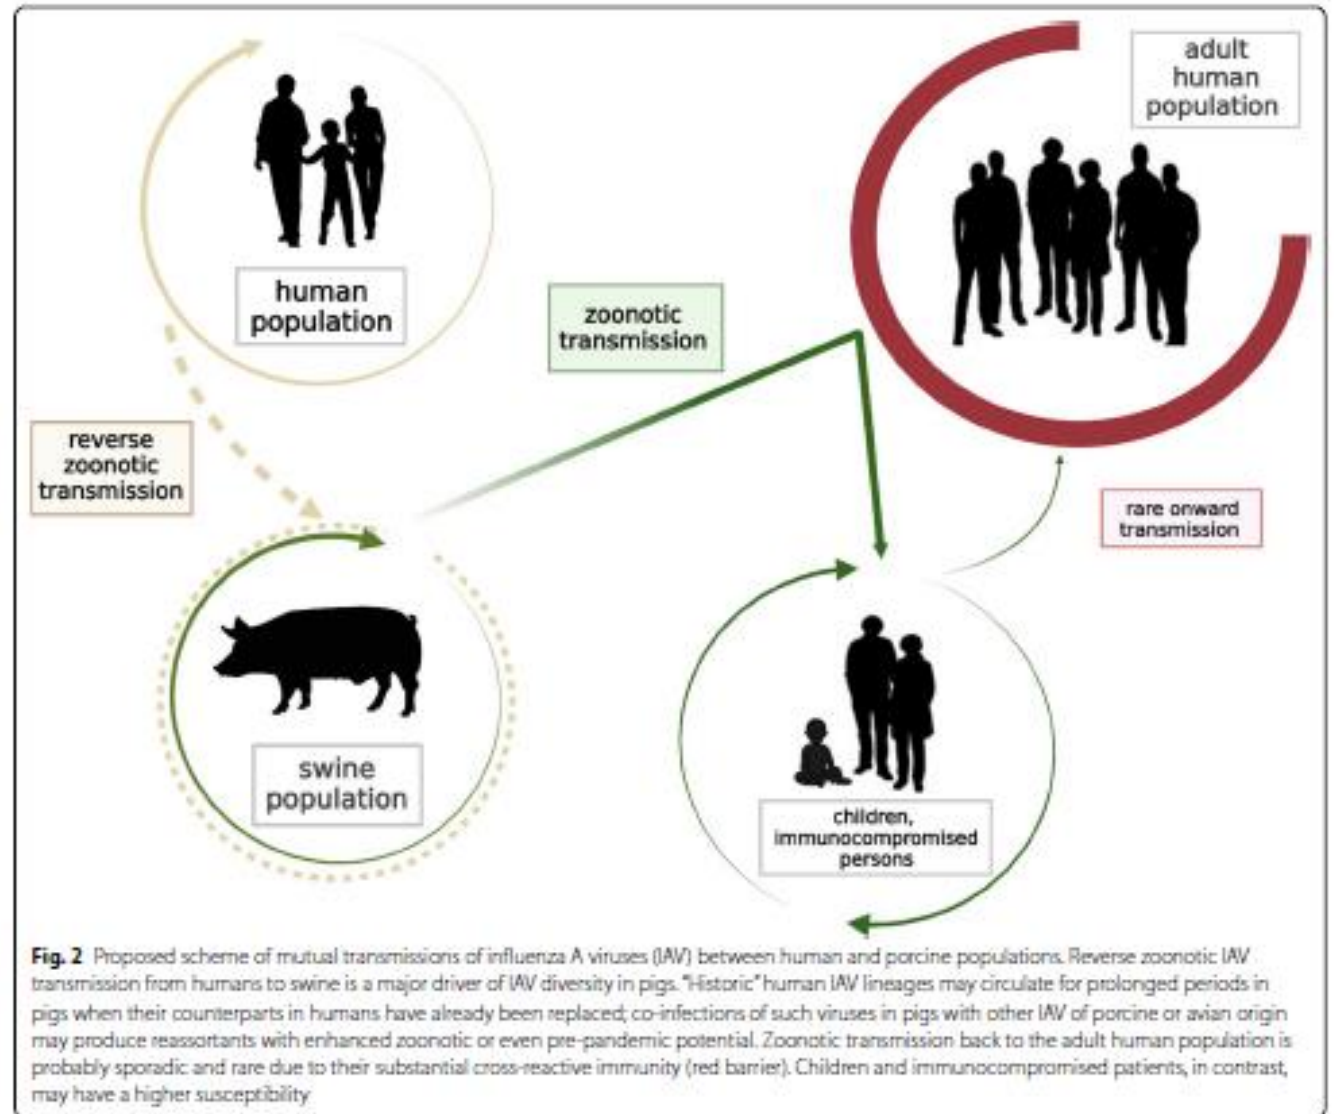 adult
human
population
human
population
zoonotic
transmission
reverse
zoonotic
transmission
rare onward
transmission
swine
population
children,
immunocompromised
persons
Fig. 2 Proposed scheme of mutual transmissions of influenza A viruses (IAV) between human and porcine populations. Reverse zoonotic IAV
transmission from humans to swine is a major driver of IAV diversity in pigs. "Historic" human IAV lineages may circulate for prolonged periods in
pigs when their counterparts in humans have already been replaced; co-infections of such viruses in pigs with other IAV of porcine or avian origin
may produce reassortants with enhanced zoonotic or even pre-pandemic potential. Zoonotic transmission back to the adult human population is
probably sporadic and rare due to their substantial cross-reactive immunity (red barrier). Children and immunocompromised patients, in contrast,
may have a higher susceptibility